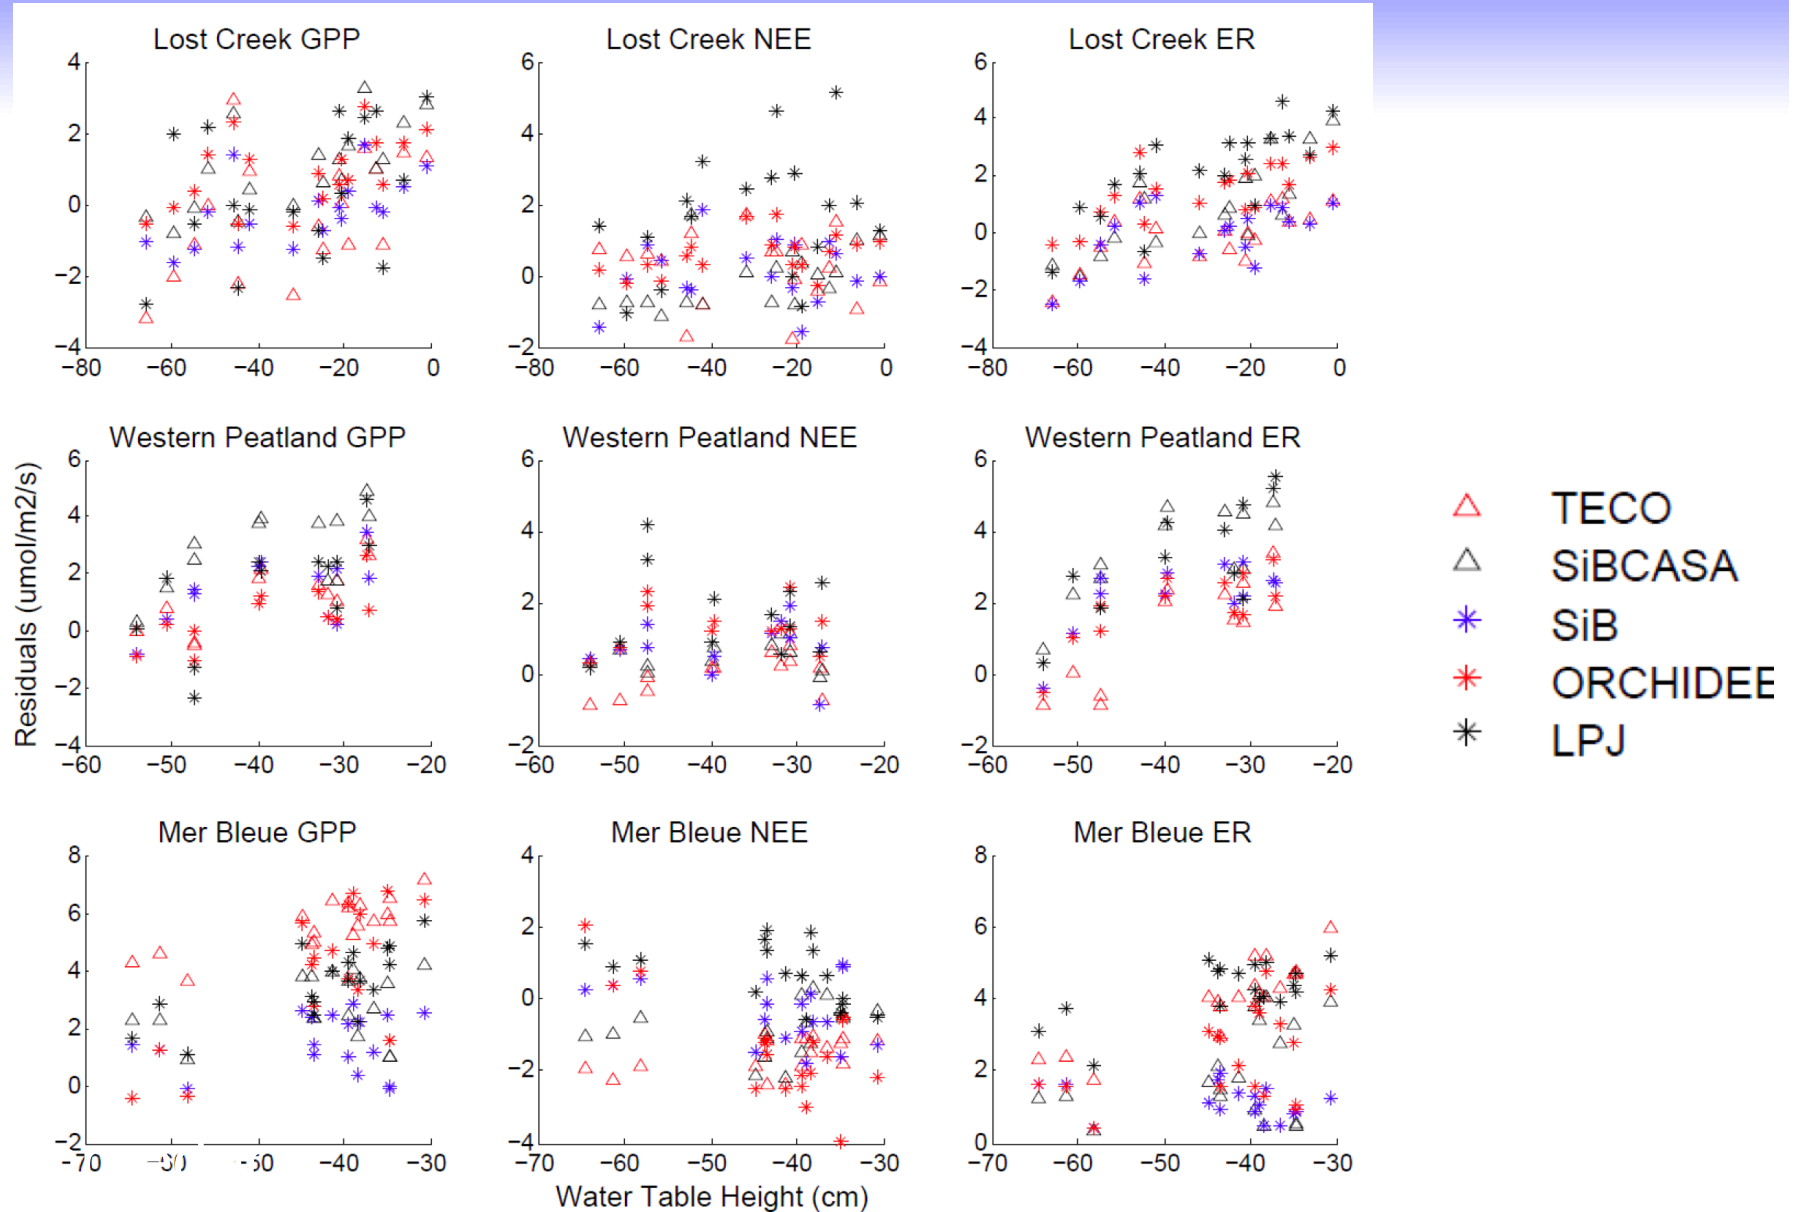 Lost Creek GPP
4
2
0
−2
−4
−80 −60 −40 −20 0
Lost Creek NEE
6
4
2
0
−2
−80 −60 −40 −20 0
Lost Creek ER
6
4
2
0
−2
−4
−80 −60 −40 −20 0
Residuals (umol/m2/s)
Western Peatland GPP
6
4
2
0
−2
−4
−60 −50 −40 −30 −20
Western Peatland NEE
6
4
2
0
−2
−60 −50 −40 −30 −20
Western Peatland ER
6
4
2
0
−2
−60 −50 −40 −30 −20
TECO
SiBCASA
SiB
ORCHIDEE
LPJ
Mer Bleue GPP
8
6
4
2
0
−2
−70 −50 −40 −30
Mer Bleue NEE
4
2
0
−2
−4
−70 −60 −50 −40 −30
Mer Bleue ER
8
6
4
2
0
−70 −60 −50 −40 −30
Water Table Height (cm)